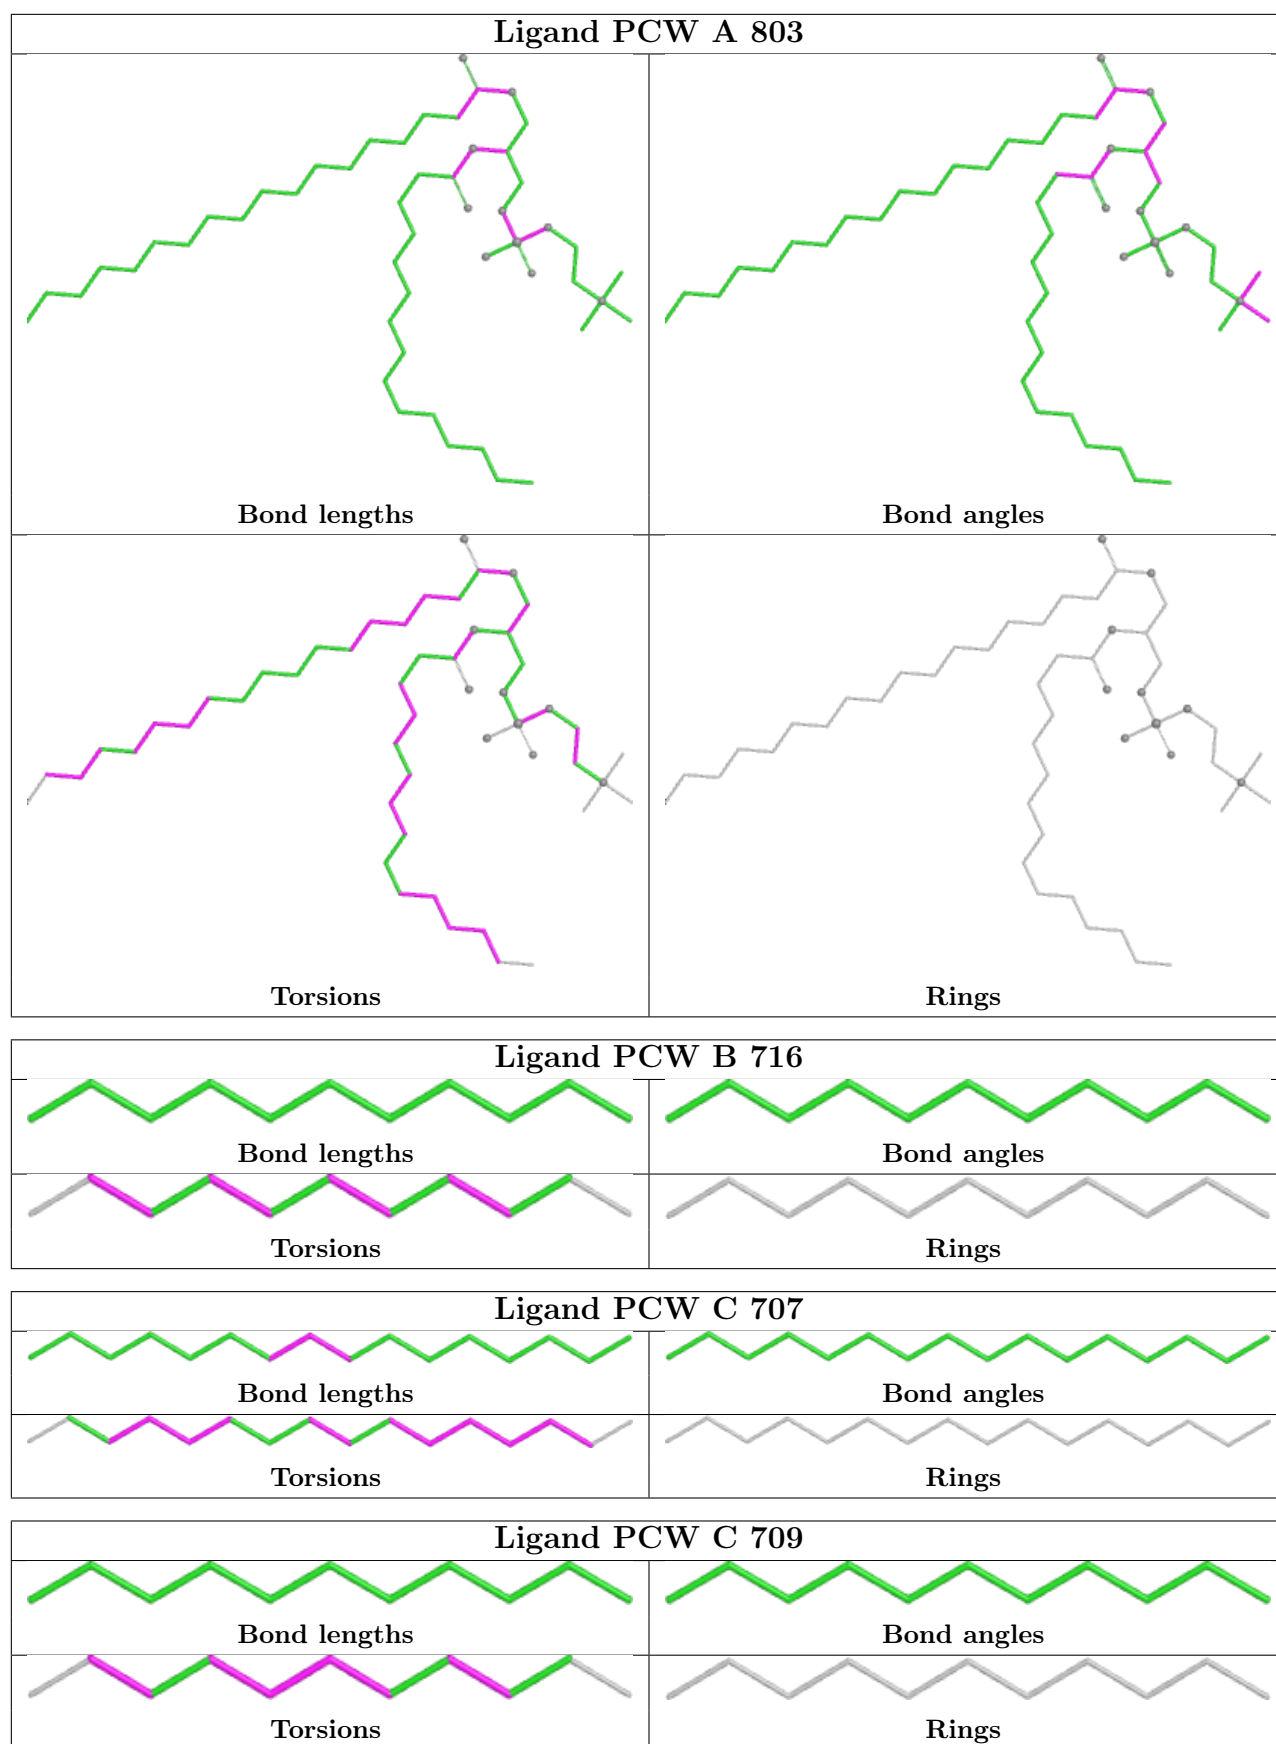 Ligand PCW A 803
Bond lengths
Bond angles
Torsions
Rings
Ligand PCW B 716
Bond lengths
Bond angles
Torsions
Rings
Ligand PCW C 707
Bond lengths
Bond angles
Torsions
Rings
Ligand PCW C 709
Bond lengths
Bond angles
Torsions
Rings